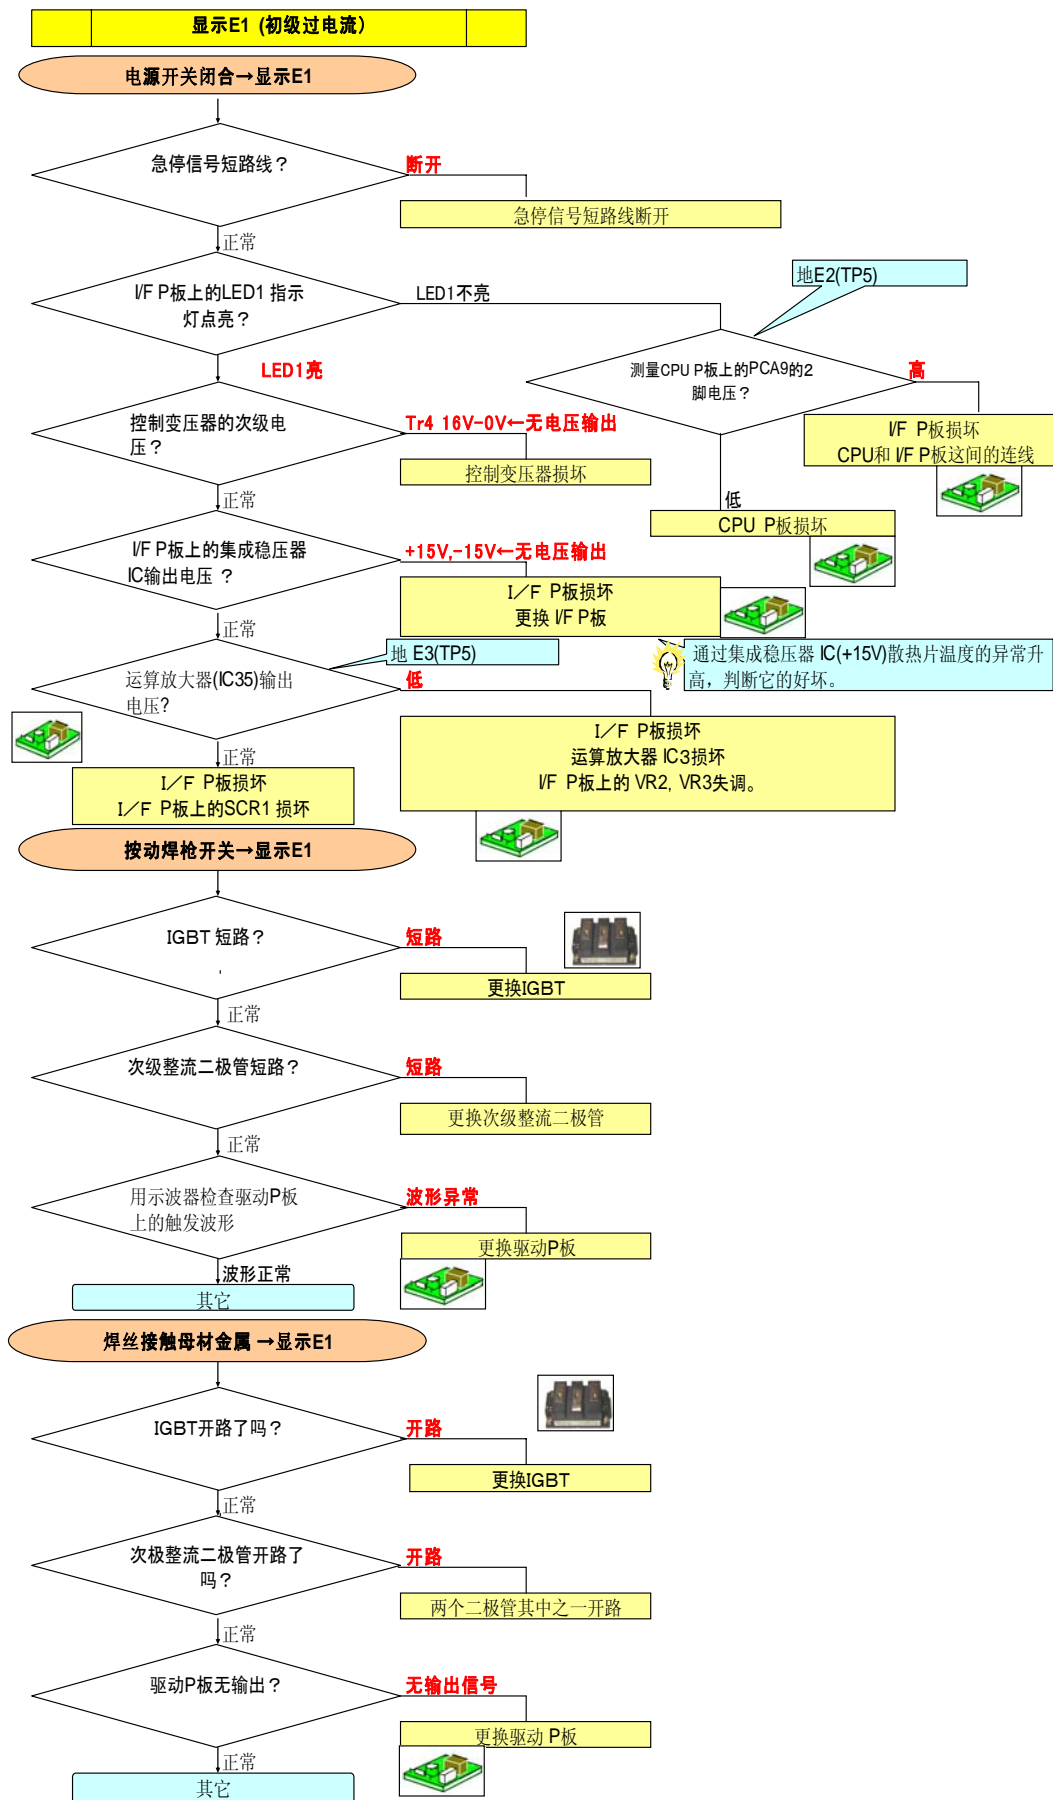 显示E1 (初级过电流）
电源开关闭合→显示E1
急停信号短路线？
断开
急停信号短路线断开
正常
I/F P板上的LED1 指示
灯点亮？
LED1不亮
地E2(TP5)
LED1亮
测量CPU P板上的PCA9的2
脚电压？
高
I/F P板损坏
CPU和 I/F P板这间的连线
低
CPU P板损坏
控制变压器的次级电
压？
Tr4 16V-0V←无电压输出
控制变压器损坏
正常
I/F P板上的集成稳压器
IC输出电压 ？
+15V,-15V←无电压输出
I／F P板损坏
更换 I/F P板
通过集成稳压器 IC(+15V)散热片温度的异常升
高，判断它的好坏。
正常
地 E3(TP5)
运算放大器(IC35)输出
电压?
低
I／F P板损坏
运算放大器 IC3损坏
I/F P板上的 VR2, VR3失调。
正常
I／F P板损坏
I／F P板上的SCR1 损坏
按动焊枪开关→显示E1
IGBT 短路？
短路
更换IGBT
正常
次级整流二极管短路？
短路
更换次级整流二极管
正常
用示波器检查驱动P板
上的触发波形
波形异常
更换驱动P板
波形正常
其它
焊丝接触母材金属 →显示E1
IGBT开路了吗？
开路
更换IGBT
正常
次极整流二极管开路了
吗？
开路
两个二极管其中之一开路
正常
驱动P板无输出？
无输出信号
更换驱动 P板
正常
其它